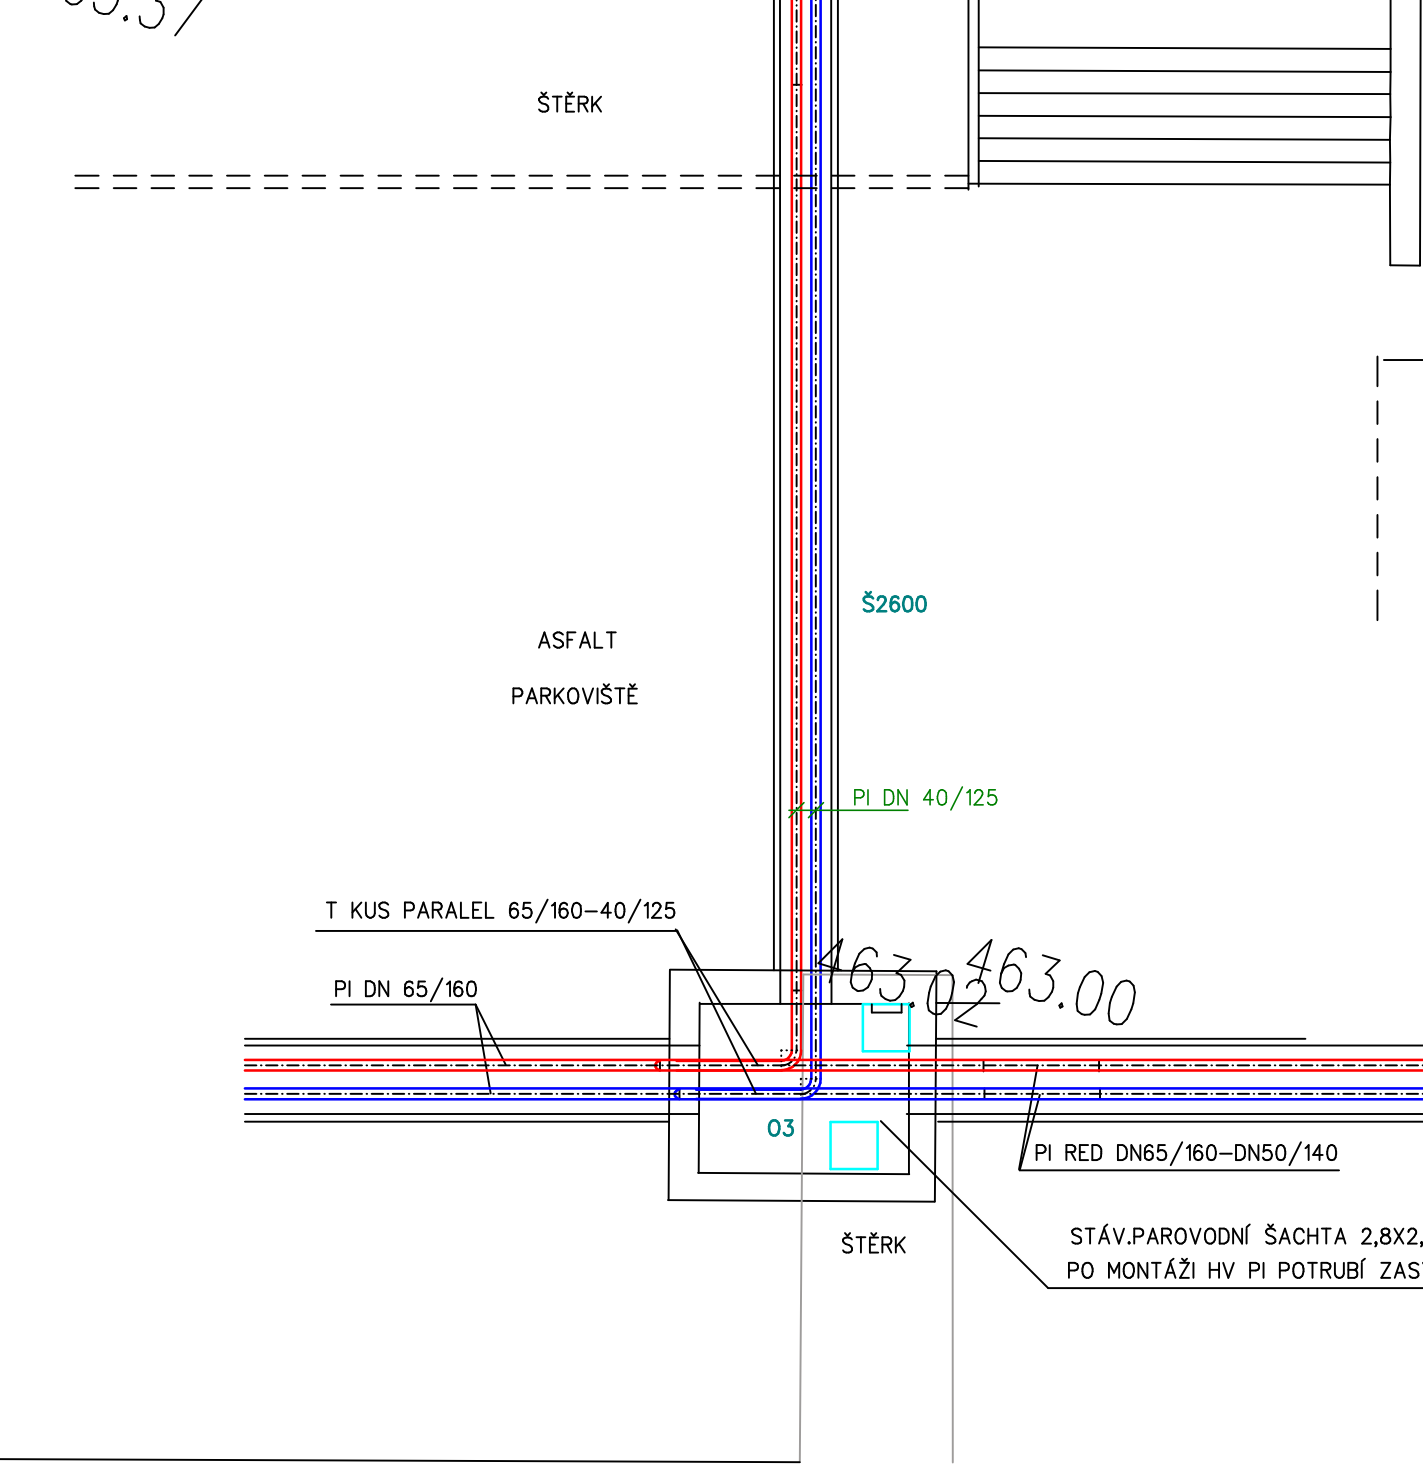 ŠTĚRK
Š2600
ASFALT
PARKOVIŠTĚ
PI DN 40/125
T KUS PARALEL 65/160-40/125
463.02
463.00
PI DN 65/160
03
PI RED DN65/160-DN50/140
STÁV.PAROVODNÍ ŠACHTA 2,8X2,
ŠTĚRK
PO MONTÁŽI HV PI POTRUBÍ